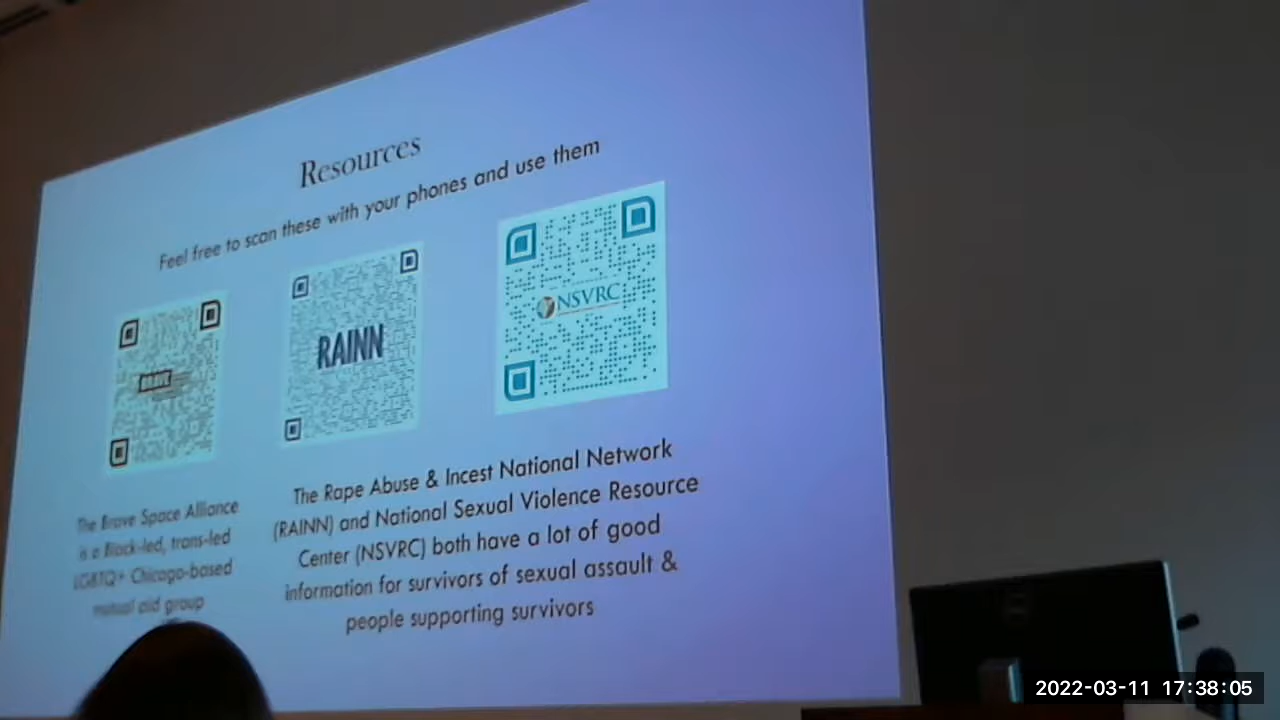 Resources
Feel free to scan these with your phones and use them
BRAVE
RAINN
NSVRC
The Brave Space Alliance
is a Black-led, trans-led
LGBTQ+ Chicago-based
mutual aid group
The Rape Abuse & Incest National Network
(RAINN) and National Sexual Violence Resource
Center (NSVRC) both have a lot of good
information for survivors of sexual assault &
people supporting survivors
2022-03-11 17:38:05